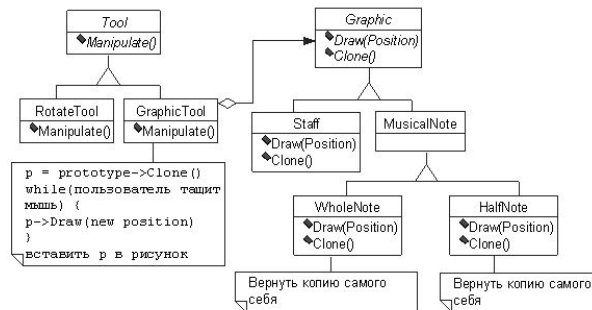 Tool
Manipulate()
Graphic
Draw(Position)
Clone()
RotateTool
Manipulate()
GraphicTool
Manipulate()
Staff
Draw(Position)
Clone()
MusicalNote
p = prototype->Clone()
while(пользователь тащит
мышь) {
p->Draw(new position)
}
вставить p в рисунок
WholeNote
Draw(Position)
Clone()
HalfNote
Draw(Position)
Clone()
Вернуть копию самого
себя
Вернуть копию самого
себя